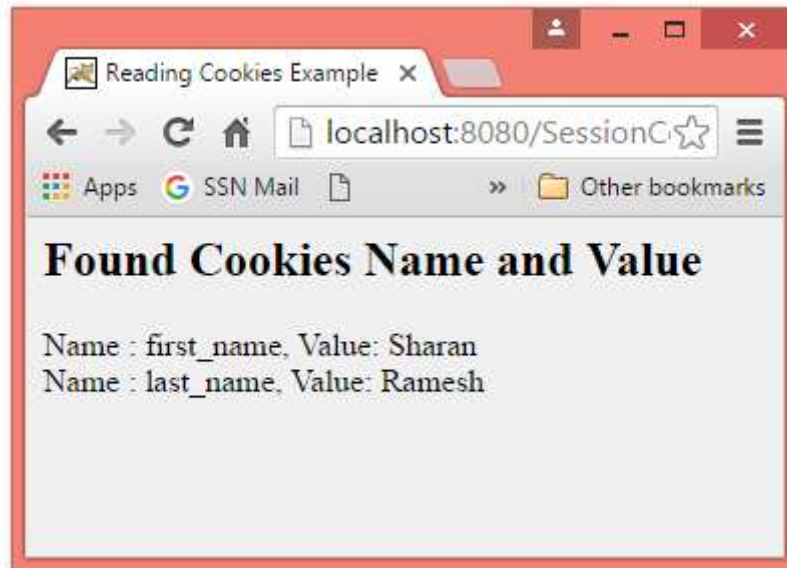 Reading Cookies Example
localhost:8080/SessionC
Apps SSN Mail » Other bookmarks
Found Cookies Name and Value
Name : first_name, Value: Sharan
Name : last_name, Value: Ramesh